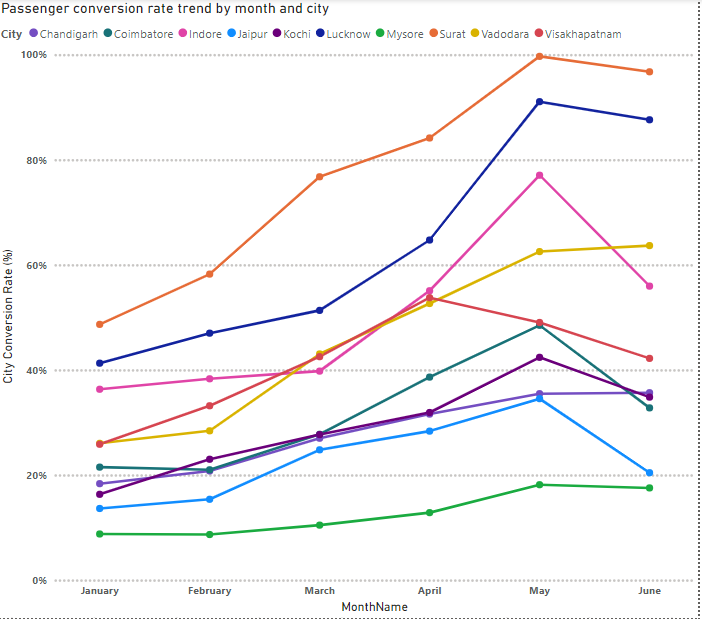 Passenger conversion rate trend by month and city
City Chandigarh Coimbatore Indore Jaipur Kochi Lucknow Mysore Surat Vadodara Visakhapatnam
100%
80%
60%
40%
20%
0%
City Conversion Rate (%)
January February March April May June
MonthName